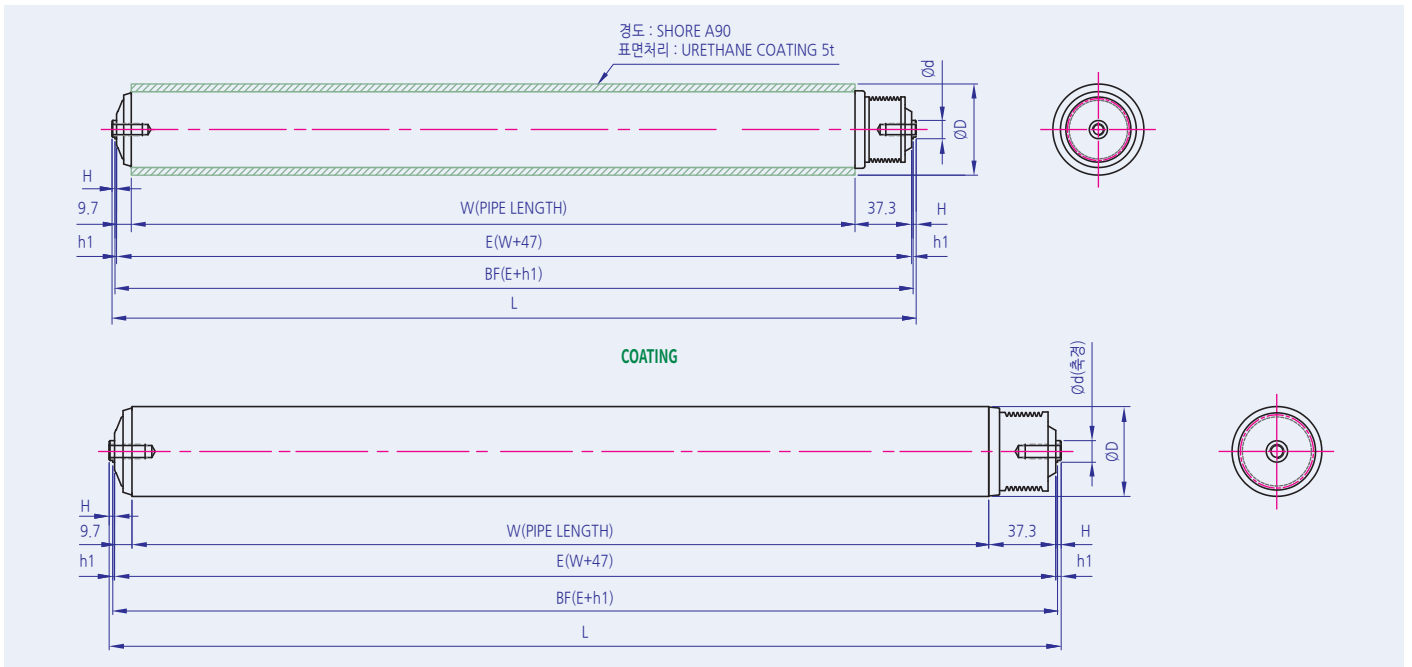 경도 : SHORE A90
표면처리 : URETHANE COATING 5t
Ød
ØD
H
9.7
W(PIPE LENGTH)
37.3
H
h1
E(W+47)
h1
BF(E+h1)
L
COATING
Ød(축경)
ØD
H
9.7
W(PIPE LENGTH)
37.3
H
h1
E(W+47)
h1
BF(E+h1)
L